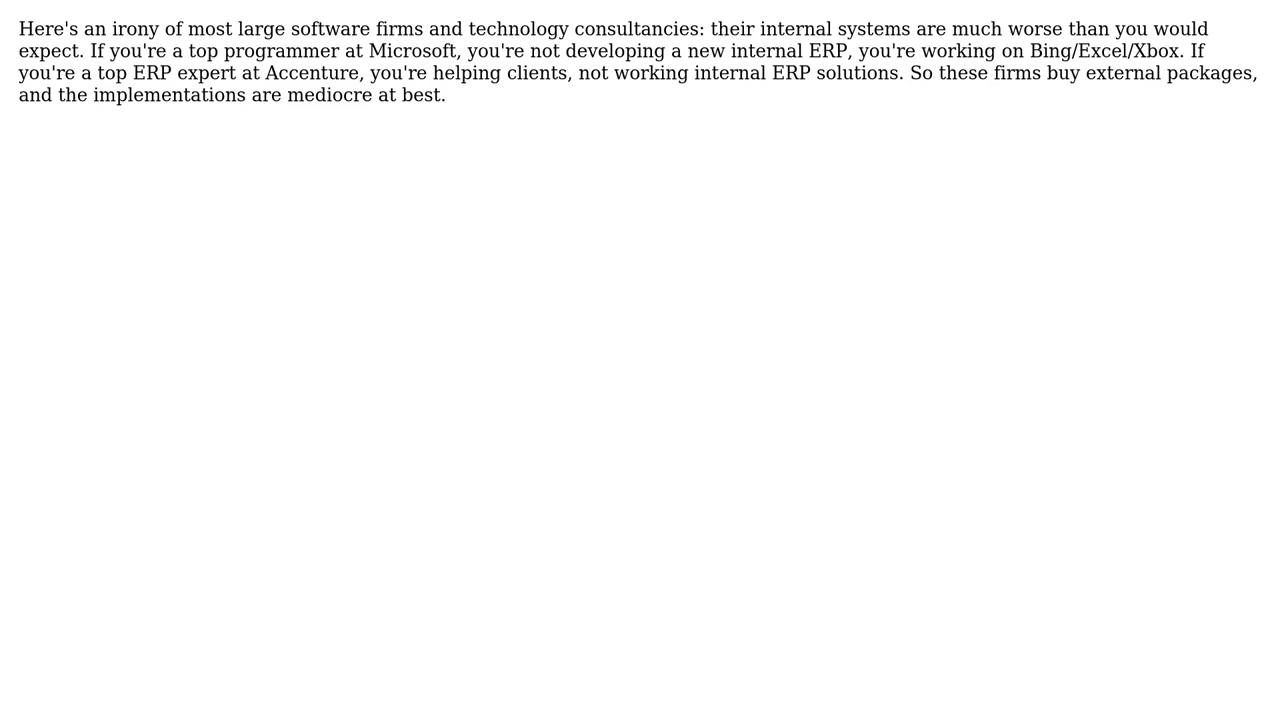 Here's an irony of most large software firms and technology consultancies: their internal systems are much worse than you would
expect. If you're a top programmer at Microsoft, you're not developing a new internal ERP, you're working on Bing/Excel/Xbox. If
you're a top ERP expert at Accenture, you're helping clients, not working internal ERP solutions. So these firms buy external packages,
and the implementations are mediocre at best.